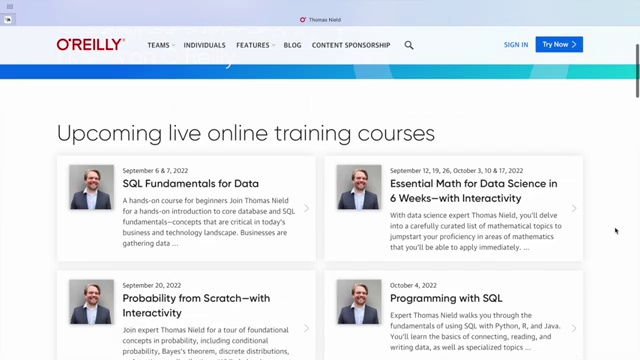 Thomas Nield
O'REILLY
TEAMS
INDIVIDUALS
FEATURES
BLOG
CONTENT SPONSORSHIP
SIGN IN
Try Now
Upcoming live online training courses
September 6 & 7, 2022
SQL Fundamentals for Data
A hands-on course for beginners Join Thomas Nield
for a hands-on introduction to core database and SQL
fundamentals—concepts that are critical in today's
business and technology landscape. Businesses are
gathering data ...
September 12, 19, 26, October 3, 10 & 17, 2022
Essential Math for Data Science in
6 Weeks—with Interactivity
With data science expert Thomas Nield, you'll delve
into a carefully curated list of mathematical topics to
jumpstart your proficiency in areas of mathematics
that you'll be able to apply immediately. ...
September 20, 2022
Probability from Scratch—with
Interactivity
Join expert Thomas Nield for a tour of foundational
concepts in probability, including conditional
probability, Bayes's theorem, discrete distributions,
October 4, 2022
Programming with SQL
Expert Thomas Nield walks you through the
fundamentals of using SQL with Python, R, and Java.
You'll learn the basics of connecting, reading, and
writing data, as well as specialized topics ...